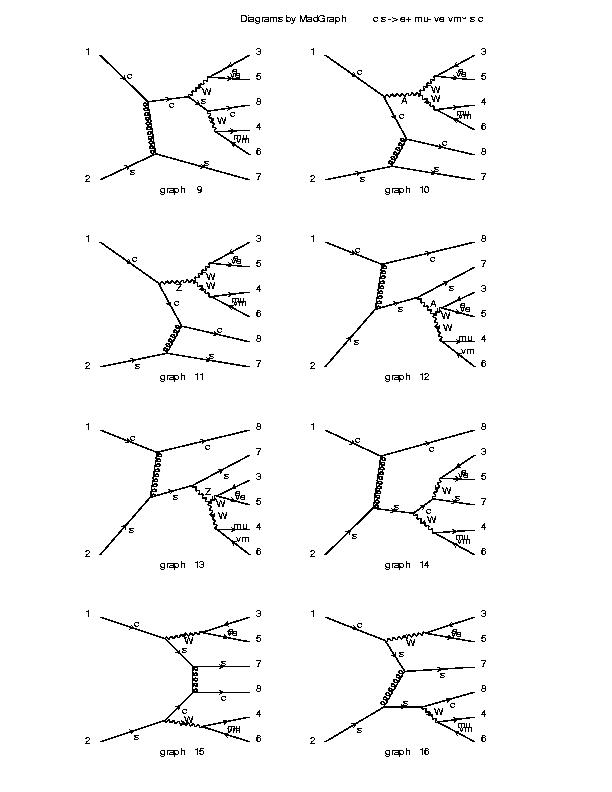 Diagrams by MadGraph c s -> e+ mu- ve vm~ s c
1 3
c e
ve 5
W
c s 8
W c
4
mu
vm
2 s s 6
7
graph 9
1 3
c e
ve 5
W
A W 4
mu
vm
c 6
c 8
2 s s 7
graph 10
1 3
c e
ve 5
W
Z W 4
mu
vm
c 6
c 8
2 s s 7
graph 11
1 8
c c
7
s 3
s A e
W ve 5
W
s mu 4
vm
2 6
graph 12
1 8
c c
7
s 3
s Z e
W ve 5
W
s mu 4
vm
2 6
graph 13
1 8
c c
3
e
ve 5
W
s c s 7
W
s mu 4
vm
2 6
graph 14
1 3
c e
W ve 5
s
s 7
c 8
c
W 4
mu
vm
2 s 6
graph 15
1 3
c e
W ve 5
s
s 7
8
s c
W 4
mu
vm
2 s 6
graph 16